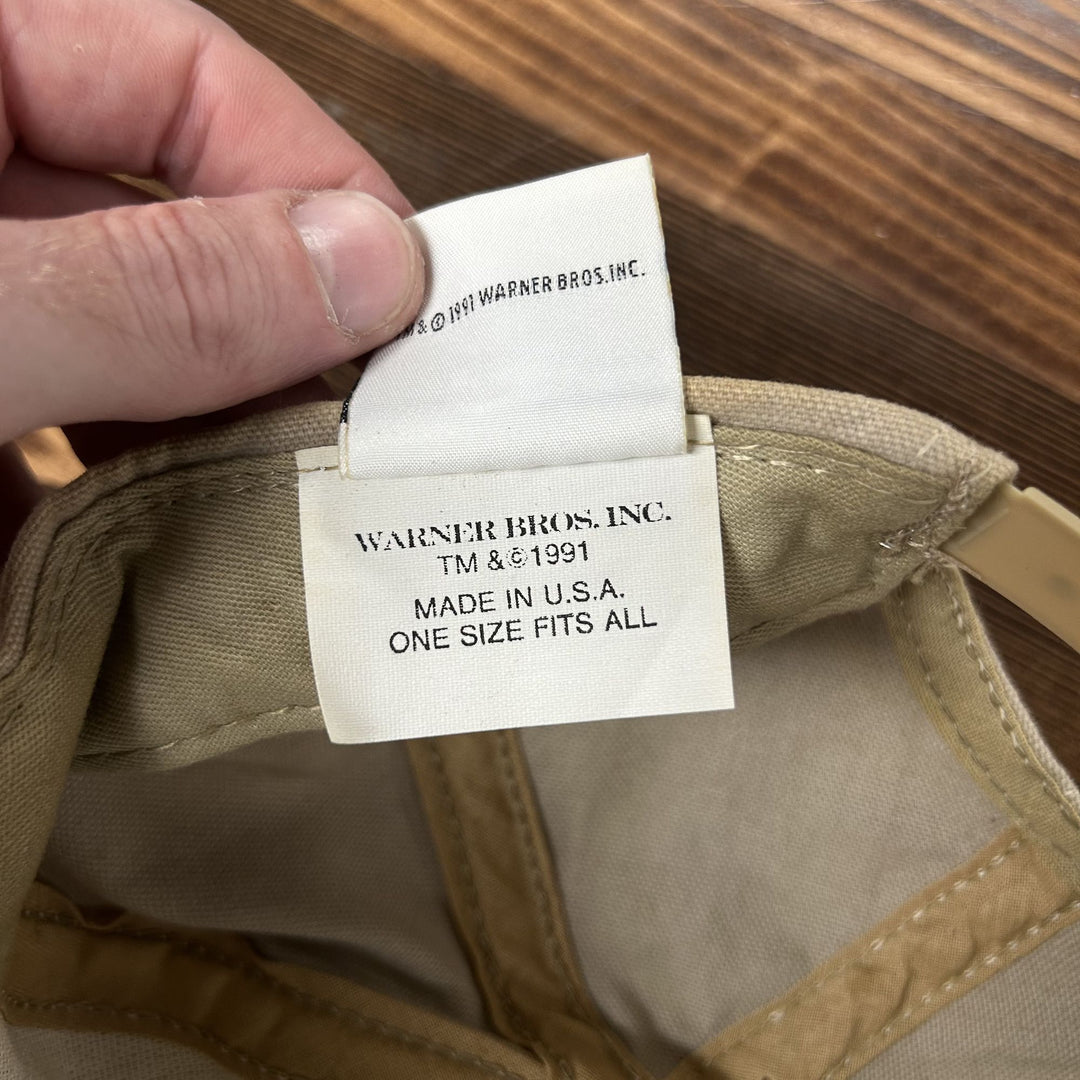 TM & © 1991 WARNER BROS.INC.
WARNER BROS. INC.
TM &©1991
MADE IN U.S.A.
ONE SIZE FITS ALL